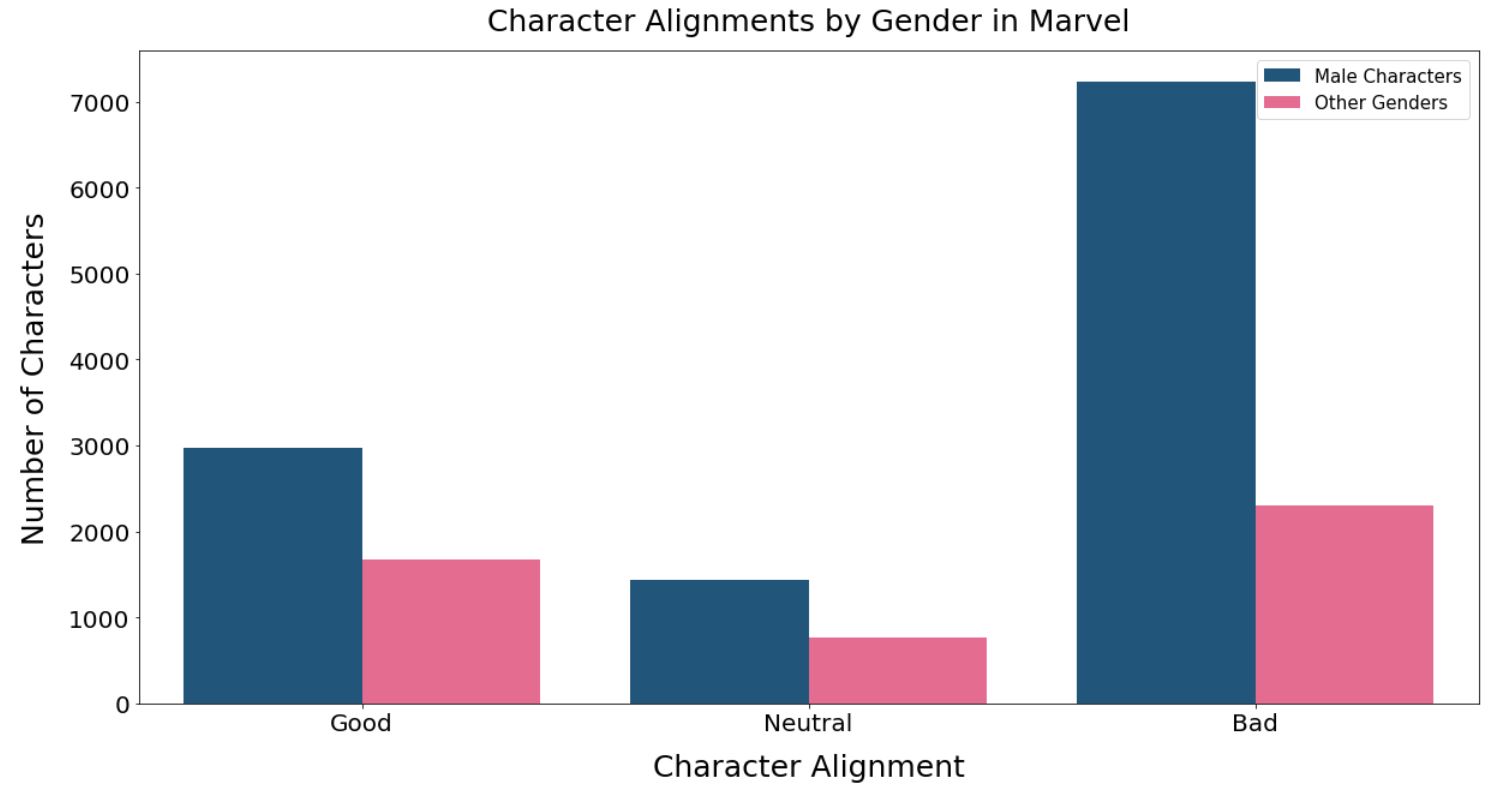 Character Alignments by Gender in Marvel
Male Characters
Other Genders
Number of Characters
7000
6000
5000
4000
3000
2000
1000
0
Good
Neutral
Bad
Character Alignment